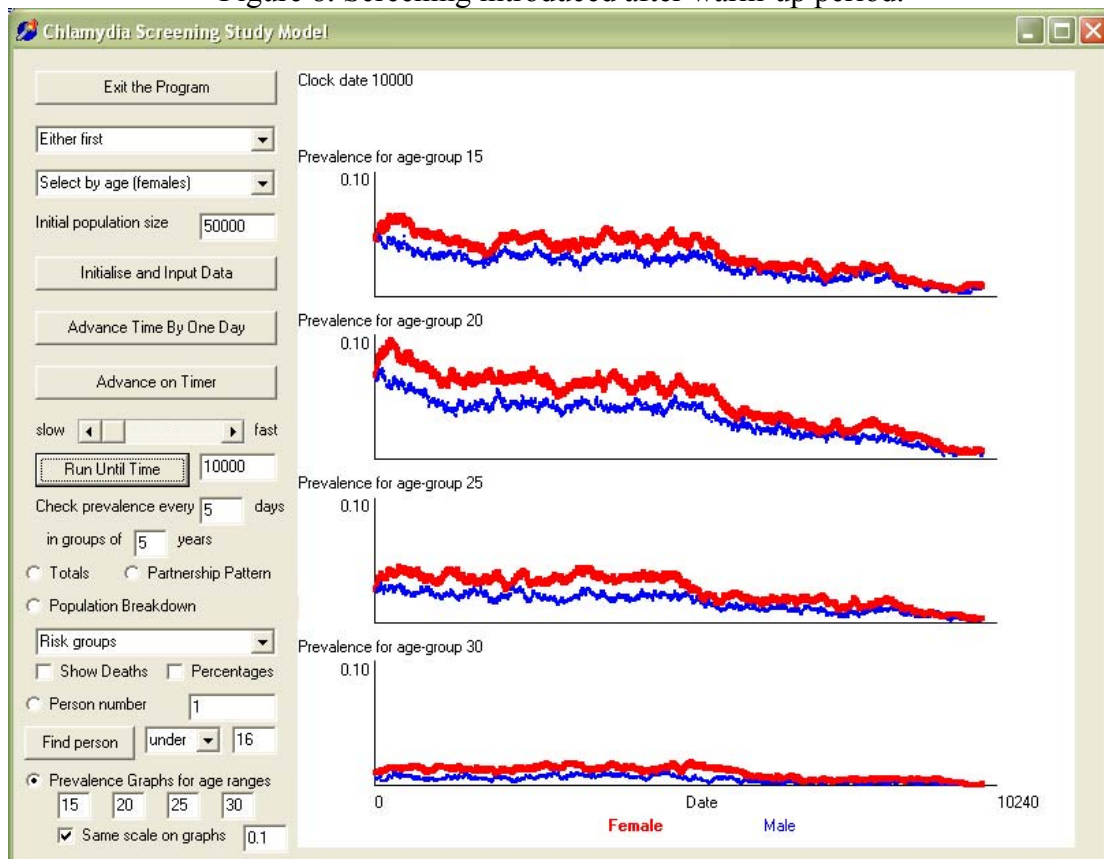 Figure 6. Screening introduced after warm-up period.
Chlamydia Screening Study Model
Exit the Program
Either first
Select by age (females)
Initial population size 50000
Initialise and Input Data
Advance Time By One Day
Advance on Timer
slow fast
Run Until Time 10000
Check prevalence every 5 days
in groups of 5 years
Totals Partnership Pattern
Population Breakdown
Risk groups
Show Deaths Percentages
Person number 1
Find person under 16
Prevalence Graphs for age ranges
15 20 25 30
Same scale on graphs 0.1
Clock date 10000
Prevalence for age-group 15
0.10
Prevalence for age-group 20
0.10
Prevalence for age-group 25
0.10
Prevalence for age-group 30
0.10
0 Date 10240
Female Male